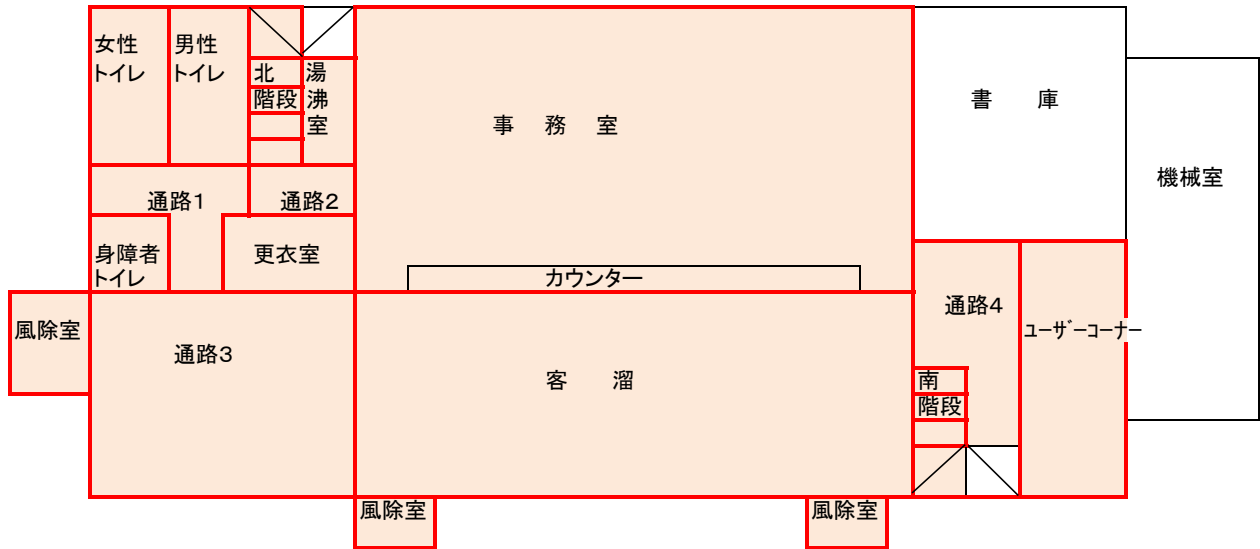 女性
トイレ
男性
トイレ
北
階段
湯
沸
室
事 務 室
書 庫
機械室
通路1
通路2
身障者
トイレ
更衣室
カウンター
風除室
通路3
客 溜
通路4
ユーザーコーナー
南
階段
風除室
風除室